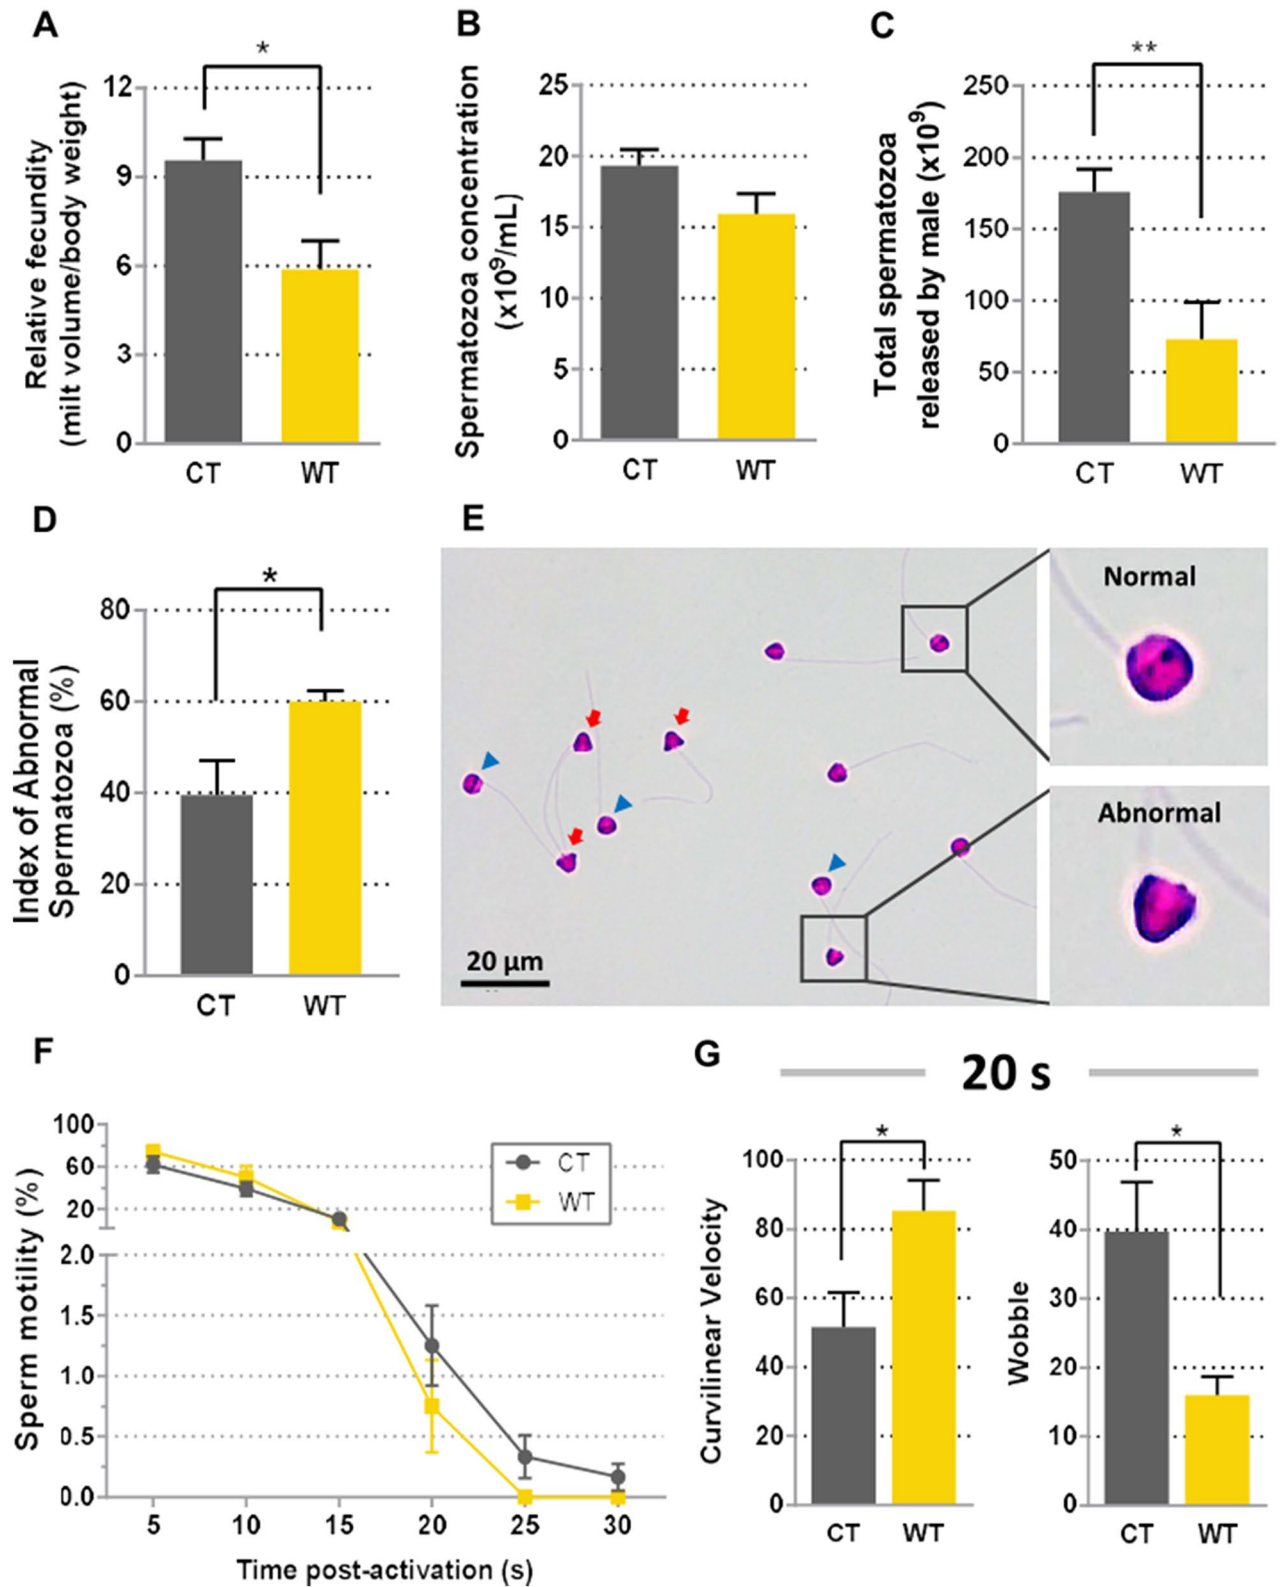 A
*
Relative fecundity
(milt volume/body weight)
12
9
6
3
0
CT WT
B
Spermatozoa concentration
(x10⁹/mL)
25
20
15
10
5
0
CT WT
C
**
Total spermatozoa
released by male (x10⁹)
250
200
150
100
50
0
CT WT
D
*
Index of Abnormal
Spermatozoa (%)
80
60
40
20
0
CT WT
E
Normal
Abnormal
20 µm
F
Sperm motility (%)
100
60
20
2.0
1.5
1.0
0.5
0.0
CT
WT
5 10 15 20 25 30
Time post-activation (s)
G
20 s
*
Curvilinear Velocity
100
80
60
40
20
0
CT WT
*
Wobble
50
40
30
20
10
0
CT WT